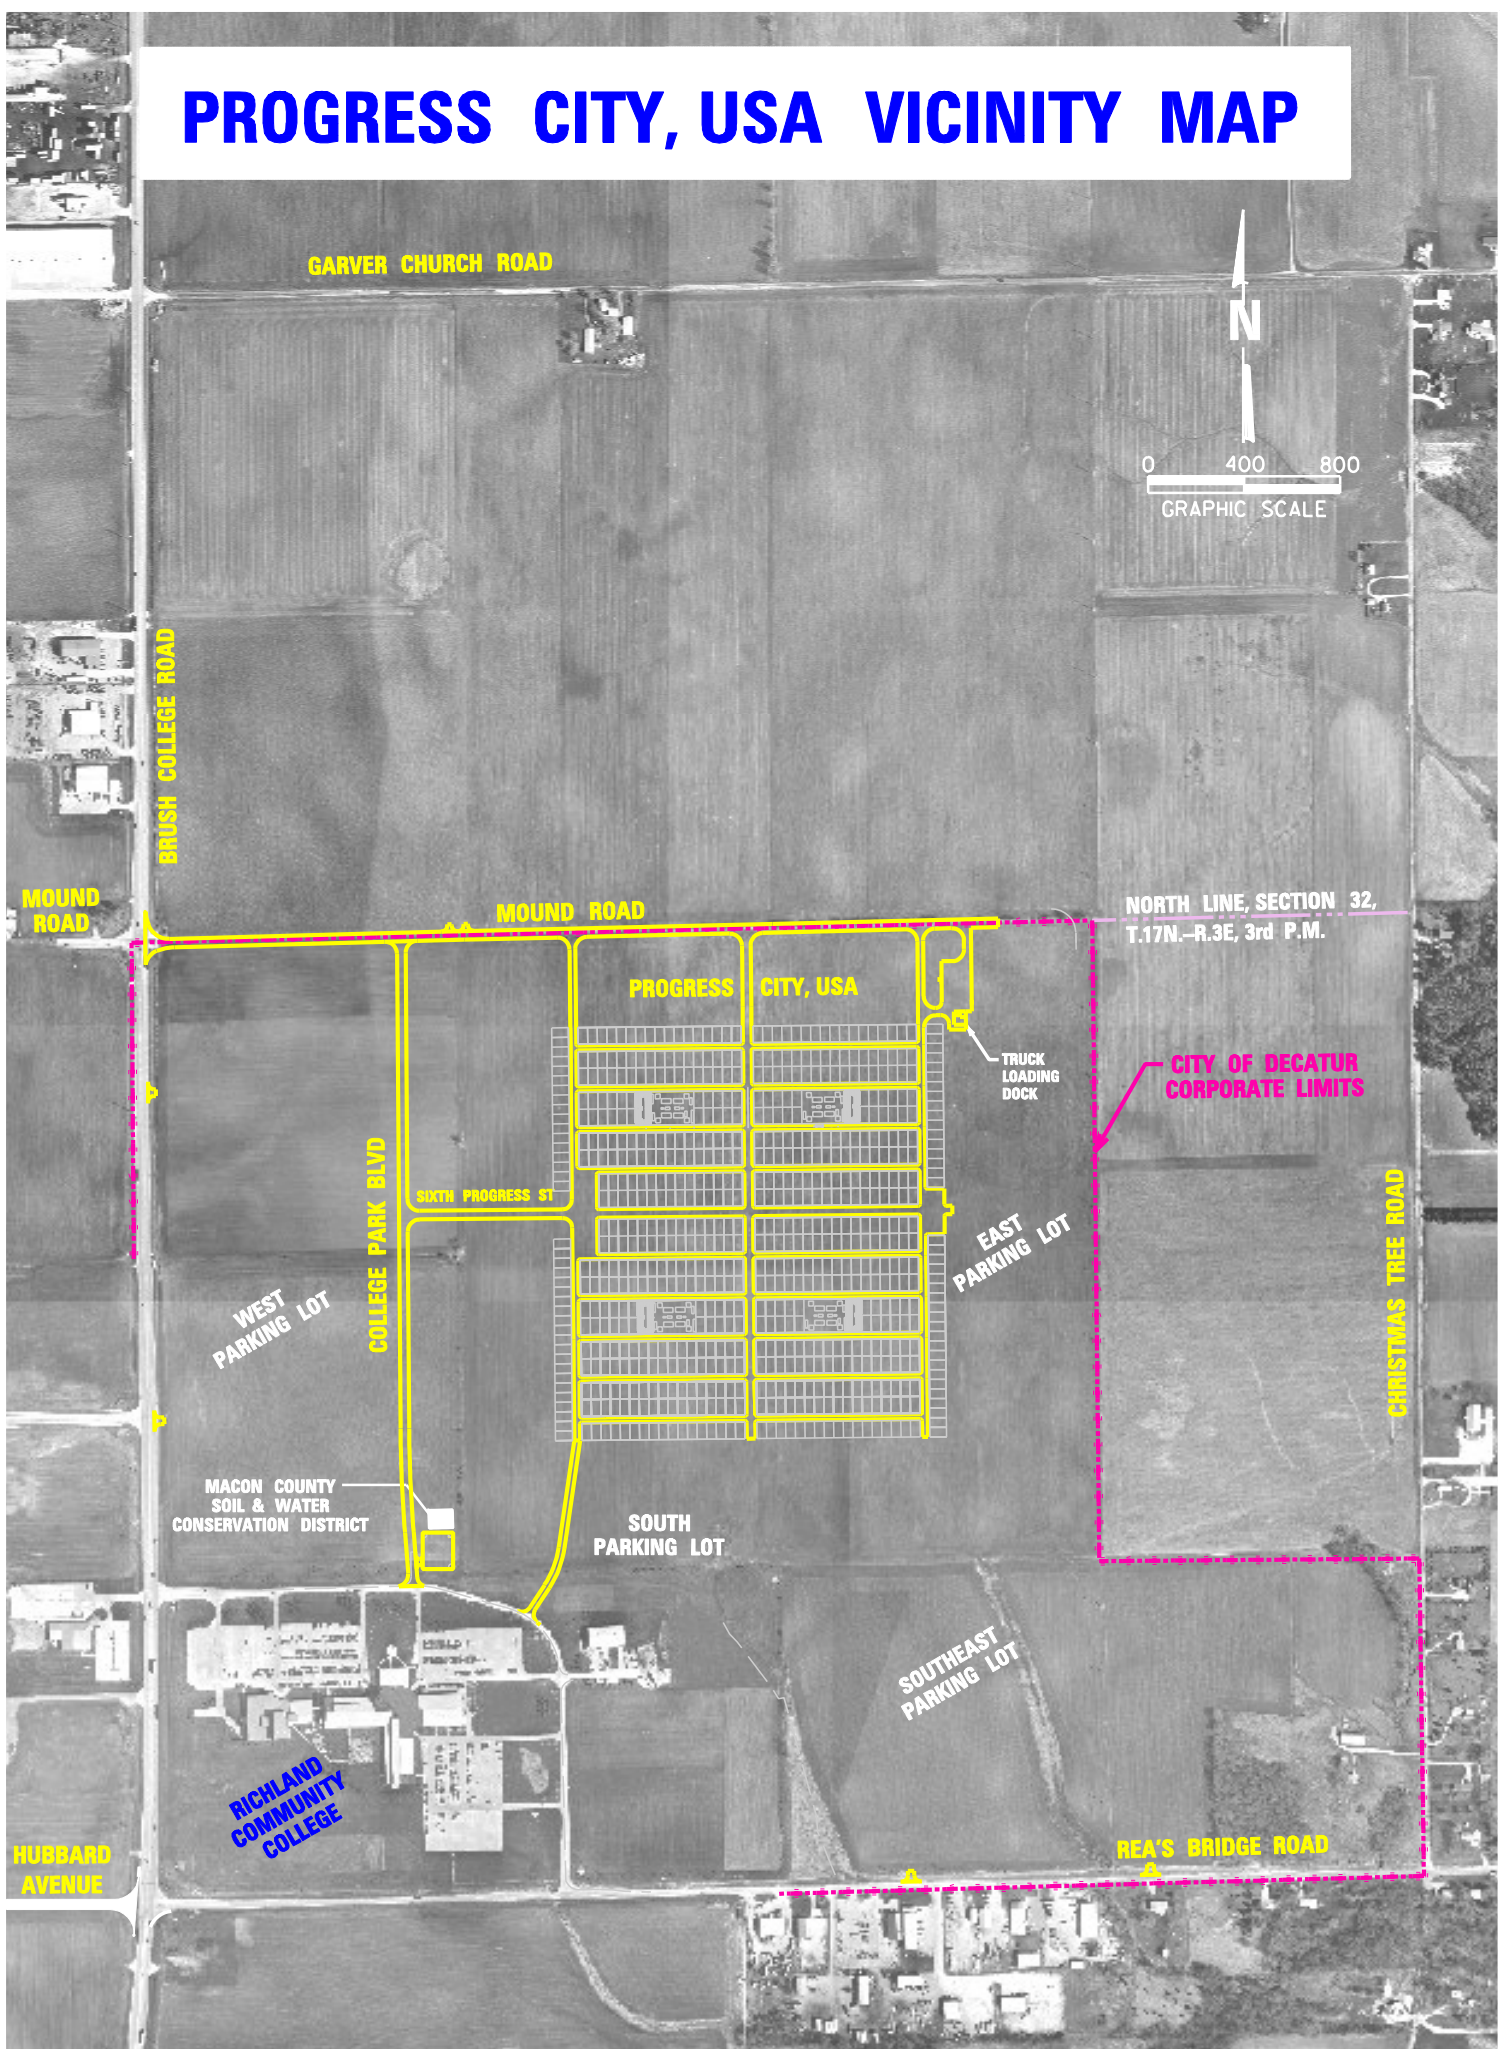 PROGRESS CITY, USA VICINITY MAP
GARVER CHURCH ROAD
N
0 400 800
GRAPHIC SCALE
BRUSH COLLEGE ROAD
MOUND
ROAD
MOUND ROAD
NORTH LINE, SECTION 32,
T.17N.–R.3E, 3rd P.M.
PROGRESS CITY, USA
TRUCK
LOADING
DOCK
CITY OF DECATUR
CORPORATE LIMITS
COLLEGE PARK BLVD
SIXTH PROGRESS ST
EAST
PARKING LOT
CHRISTMAS TREE ROAD
WEST
PARKING LOT
MACON COUNTY
SOIL & WATER
CONSERVATION DISTRICT
SOUTH
PARKING LOT
SOUTHEAST
PARKING LOT
RICHLAND
COMMUNITY
COLLEGE
HUBBARD
AVENUE
REA'S BRIDGE ROAD